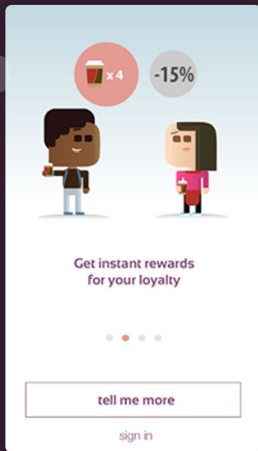 x 4
-15%
Get instant rewards
for your loyalty
tell me more
sign in